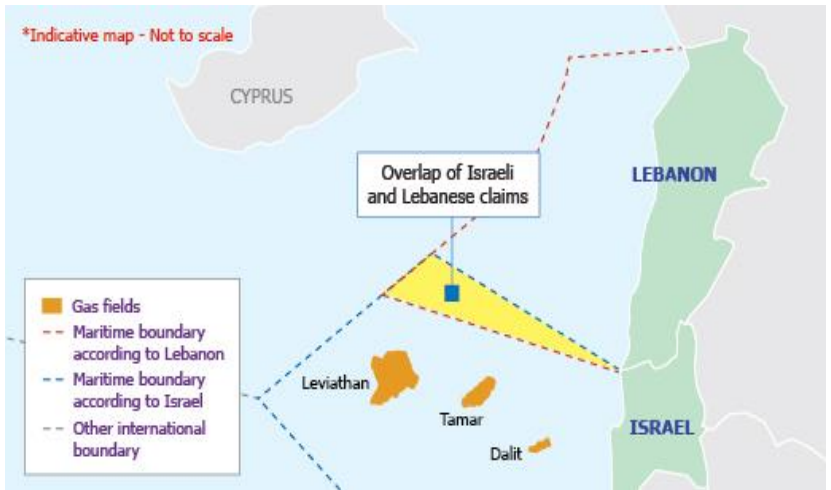 *Indicative map - Not to scale
CYPRUS
Overlap of Israeli
and Lebanese claims
LEBANON
Gas fields
Maritime boundary
according to Lebanon
Maritime boundary
according to Israel
Other international
boundary
Leviathan
Tamar
Dalit
ISRAEL